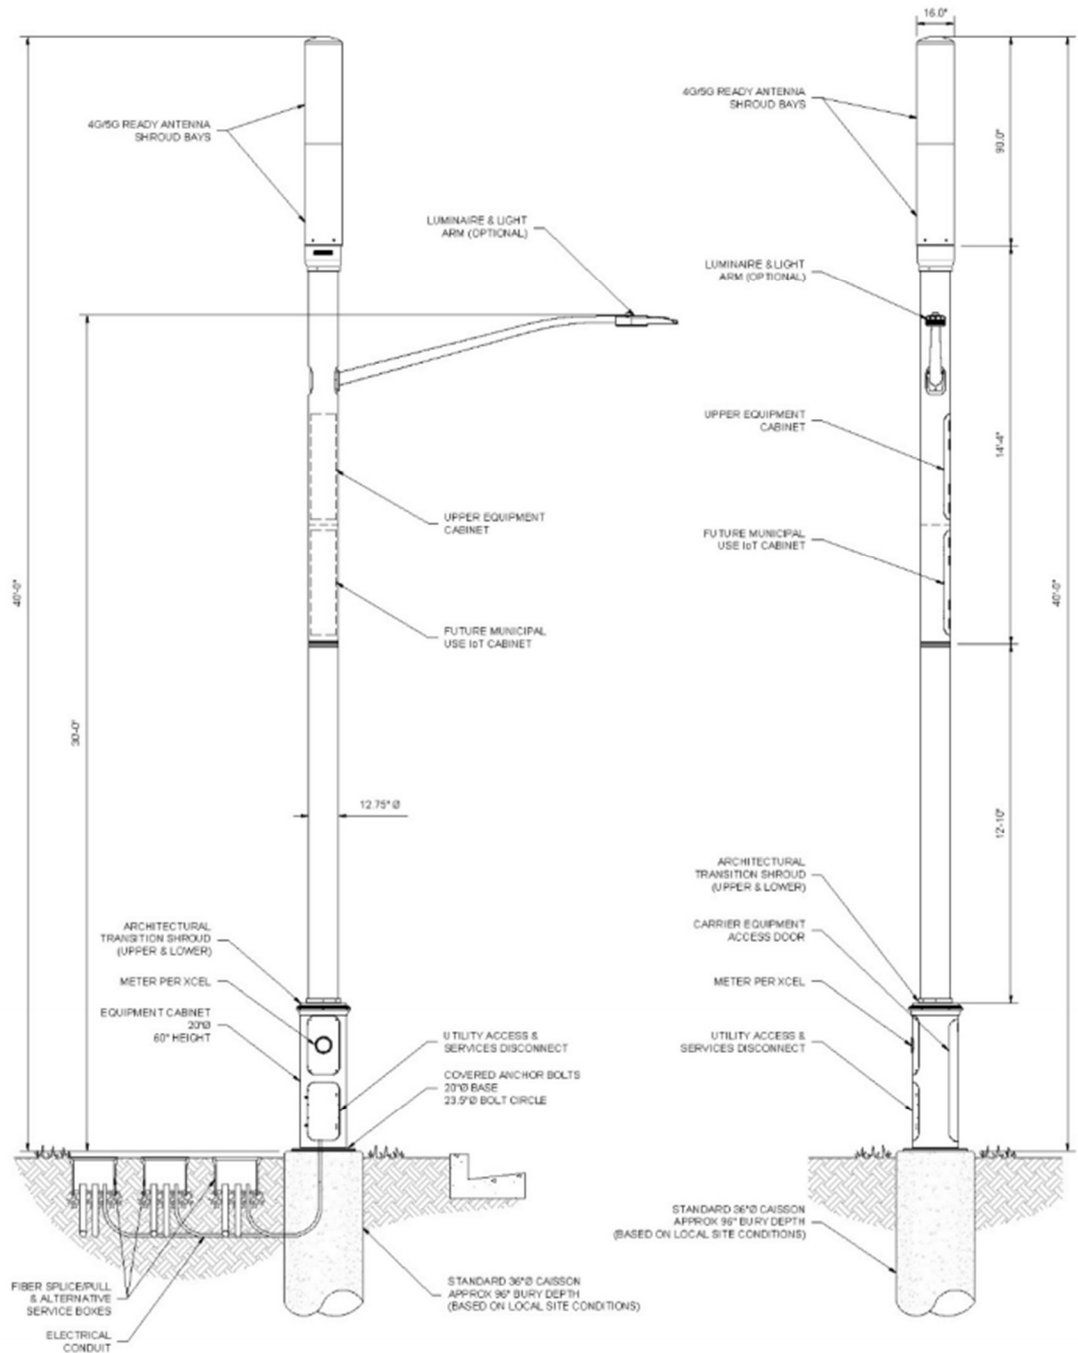 16.0"
4G/5G READY ANTENNA
SHROUD BAYS
4G/5G READY ANTENNA
SHROUD BAYS
90.0"
LUMINAIRE & LIGHT
ARM (OPTIONAL)
LUMINAIRE & LIGHT
ARM (OPTIONAL)
UPPER EQUIPMENT
CABINET
14'-4"
UPPER EQUIPMENT
CABINET
FUTURE MUNICIPAL
USE IoT CABINET
40'-0"
40'-0"
FUTURE MUNICIPAL
USE IoT CABINET
30'-0"
12.75" Ø
12'-10"
ARCHITECTURAL
TRANSITION SHROUD
(UPPER & LOWER)
ARCHITECTURAL
TRANSITION SHROUD
(UPPER & LOWER)
CARRIER EQUIPMENT
ACCESS DOOR
METER PER XCEL
METER PER XCEL
EQUIPMENT CABINET
20"Ø
60" HEIGHT
UTILITY ACCESS &
SERVICES DISCONNECT
UTILITY ACCESS &
SERVICES DISCONNECT
COVERED ANCHOR BOLTS
20"Ø BASE
23.5"Ø BOLT CIRCLE
STANDARD 36"Ø CAISSON
APPROX 96" BURY DEPTH
(BASED ON LOCAL SITE CONDITIONS)
FIBER SPLICE/PULL
& ALTERNATIVE
SERVICE BOXES
STANDARD 36"Ø CAISSON
APPROX 96" BURY DEPTH
(BASED ON LOCAL SITE CONDITIONS)
ELECTRICAL
CONDUIT